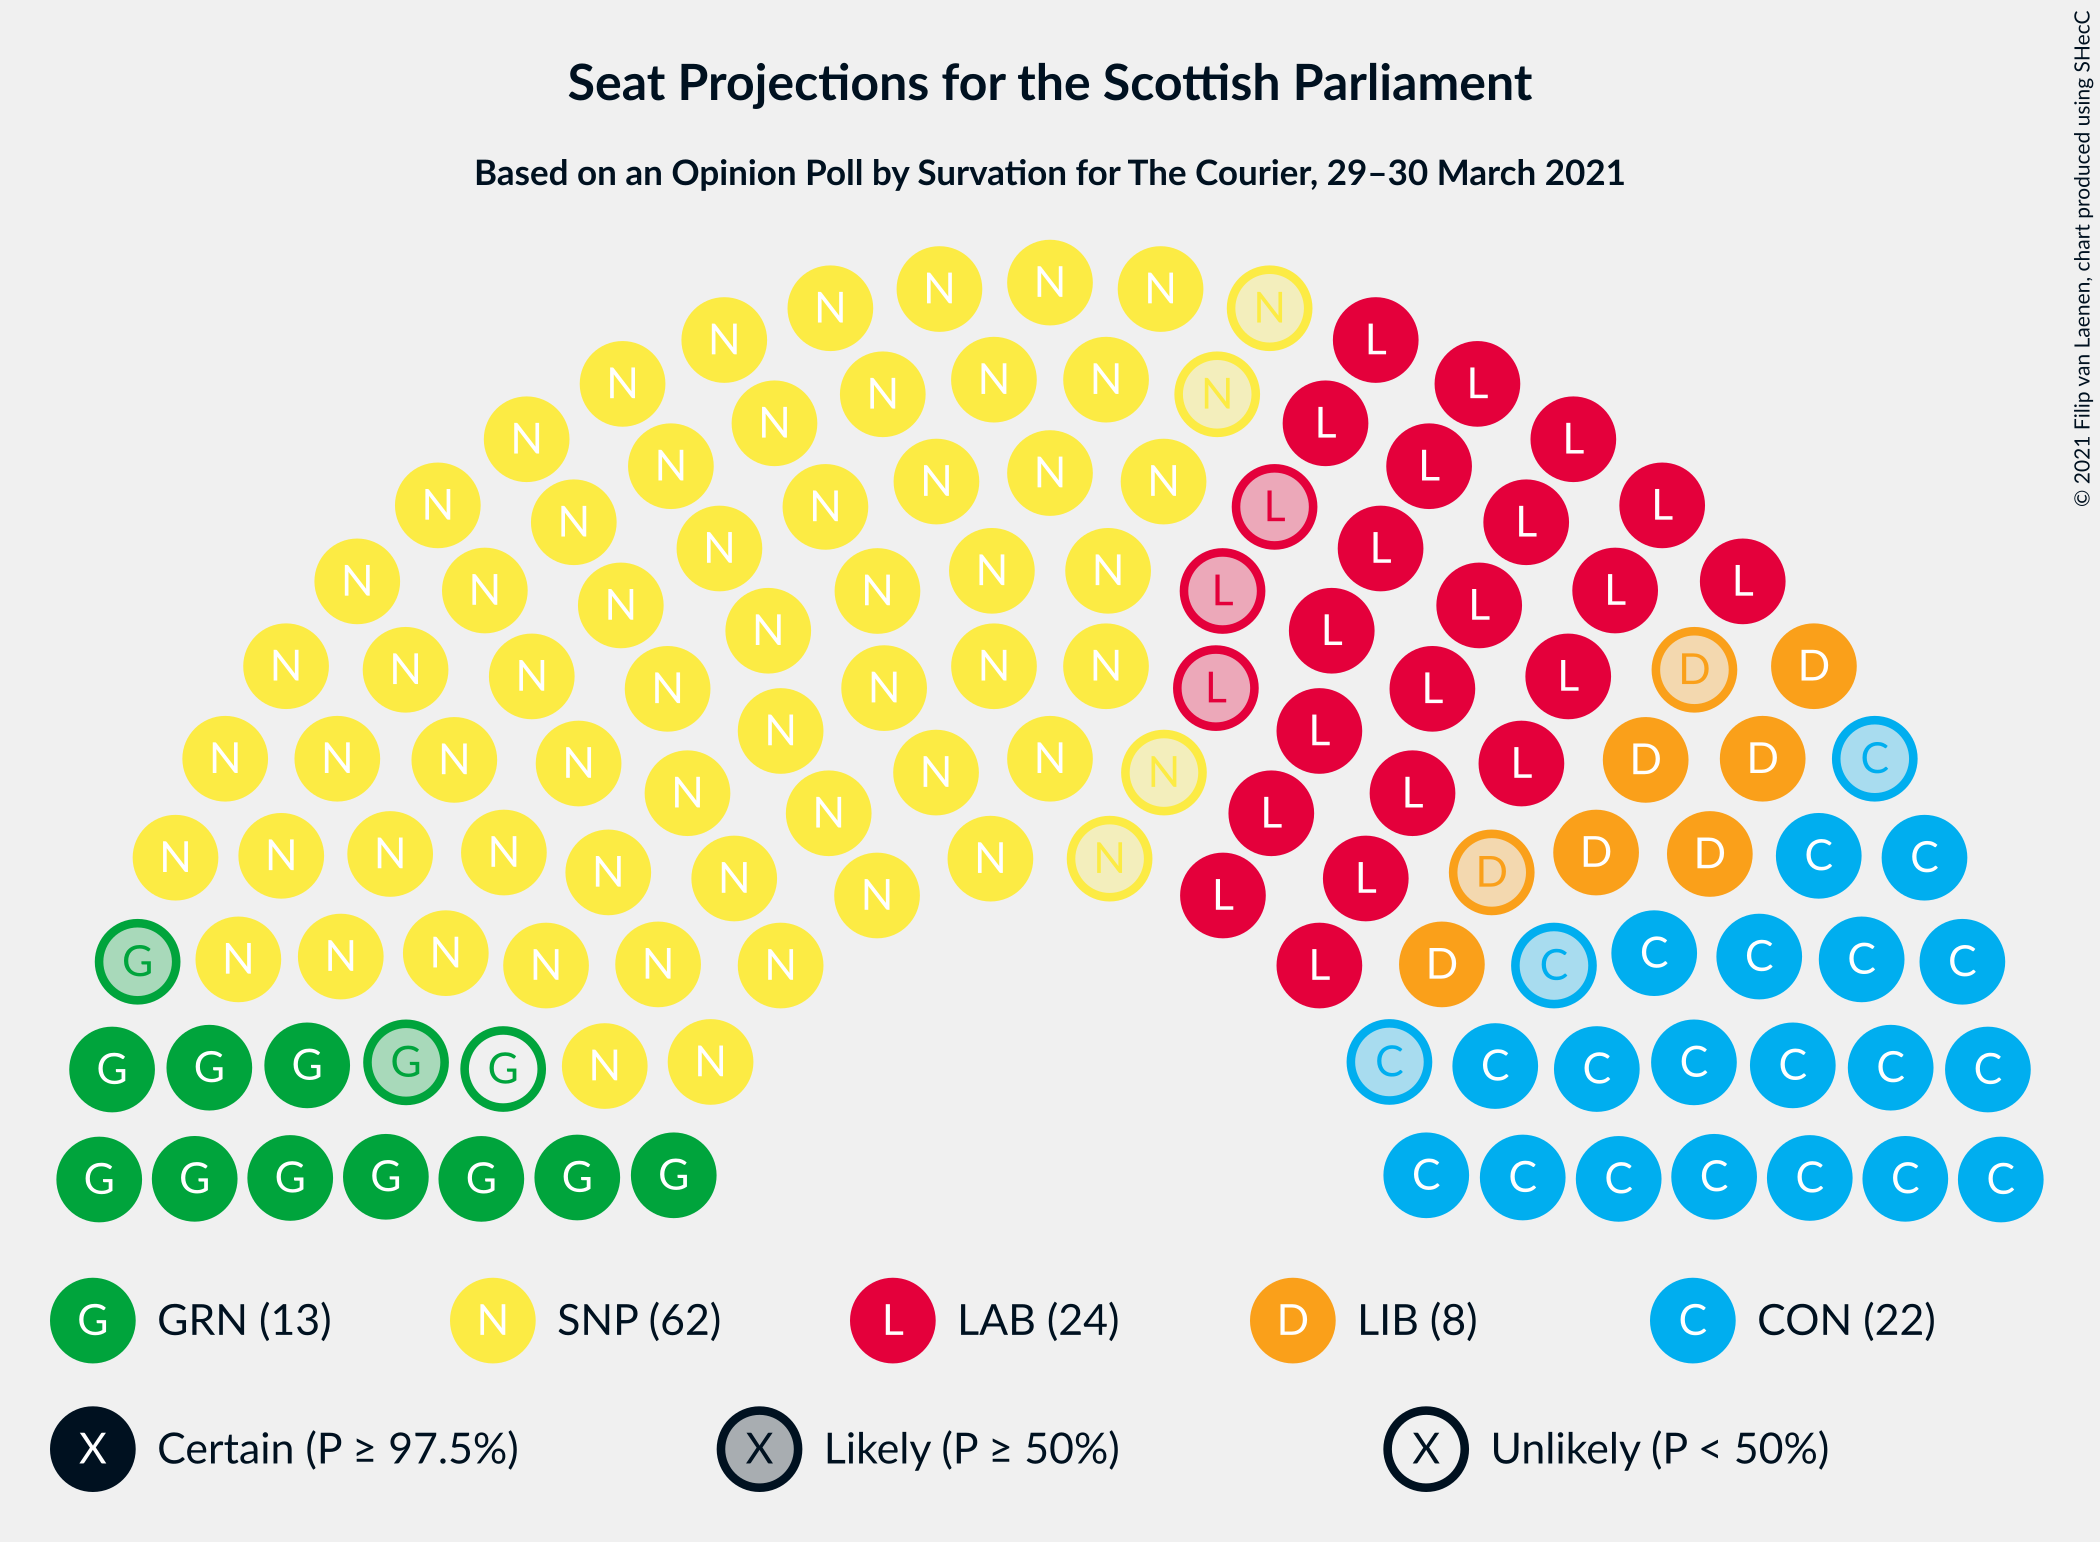 Seat Projections for the Scottish Parliament
Based on an Opinion Poll by Survation for The Courier, 29–30 March 2021
© 2021 Filip van Laenen, chart produced using SHecC
N N N N N
N N L
N N N N N L
N N L L
N N N N L L
N N N N L L L
N N N L L L
N N N N L L L
N N N N L L L
N N N N N L L L D D
N N N N L L
N N N N N N N N L L L D D C
N N L
N N N N N N N N L D D D C C
N N L
G N N N N N N L D C C C C C
G G G G G N N C C C C C C C
G G G G G G G C C C C C C C
G GRN (13) N SNP (62) L LAB (24) D LIB (8) C CON (22)
X Certain (P ≥ 97.5%) X Likely (P ≥ 50%) X Unlikely (P < 50%)